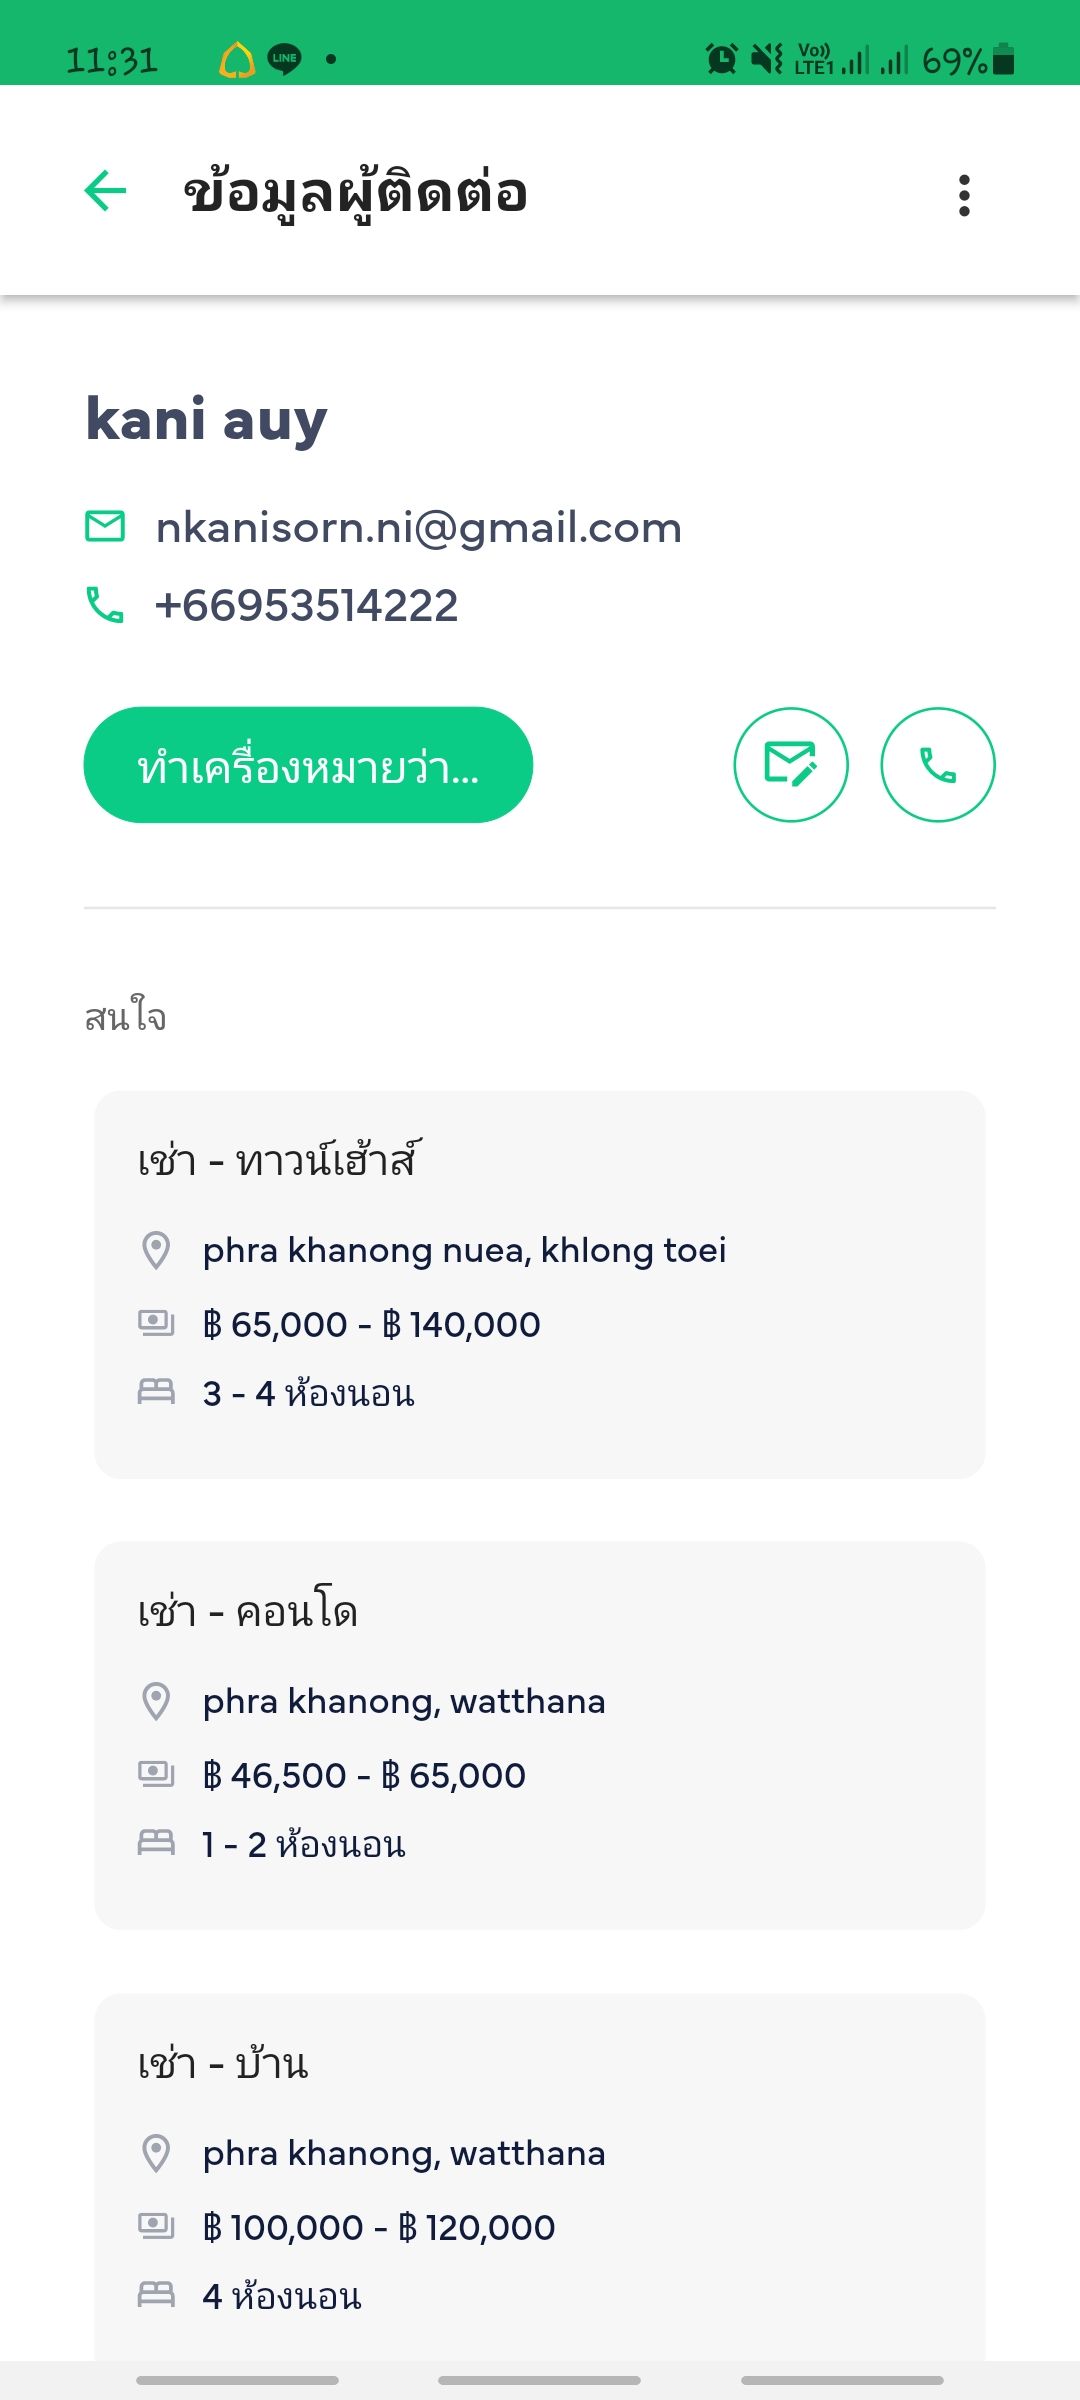 11:31
LINE
Vo))
LTE1
69%
ข้อมูลผู้ติดต่อ
kani auy
nkanisorn.ni@gmail.com
+66953514222
ทำเครื่องหมายว่า...
สนใจ
เช่า - ทาวน์เฮ้าส์
phra khanong nuea, khlong toei
฿ 65,000 - ฿ 140,000
3 - 4 ห้องนอน
เช่า - คอนโด
phra khanong, watthana
฿ 46,500 - ฿ 65,000
1 - 2 ห้องนอน
เช่า - บ้าน
phra khanong, watthana
฿ 100,000 - ฿ 120,000
4 ห้องนอน